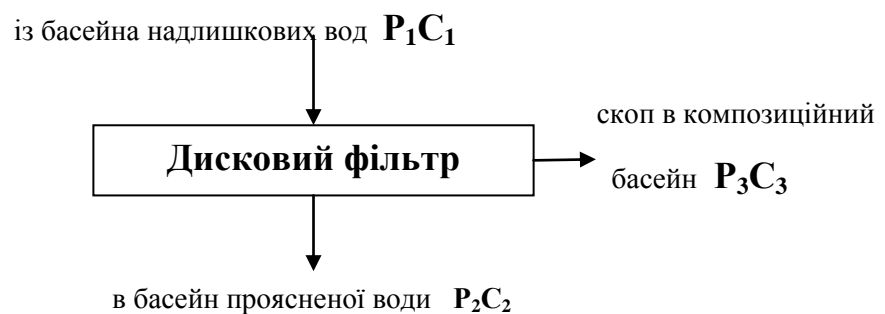 із басейна надлишкових вод P₁C₁
скоп в композиційний
Дисковий фільтр
басейн P₃C₃
в басейн проясненої води P₂C₂